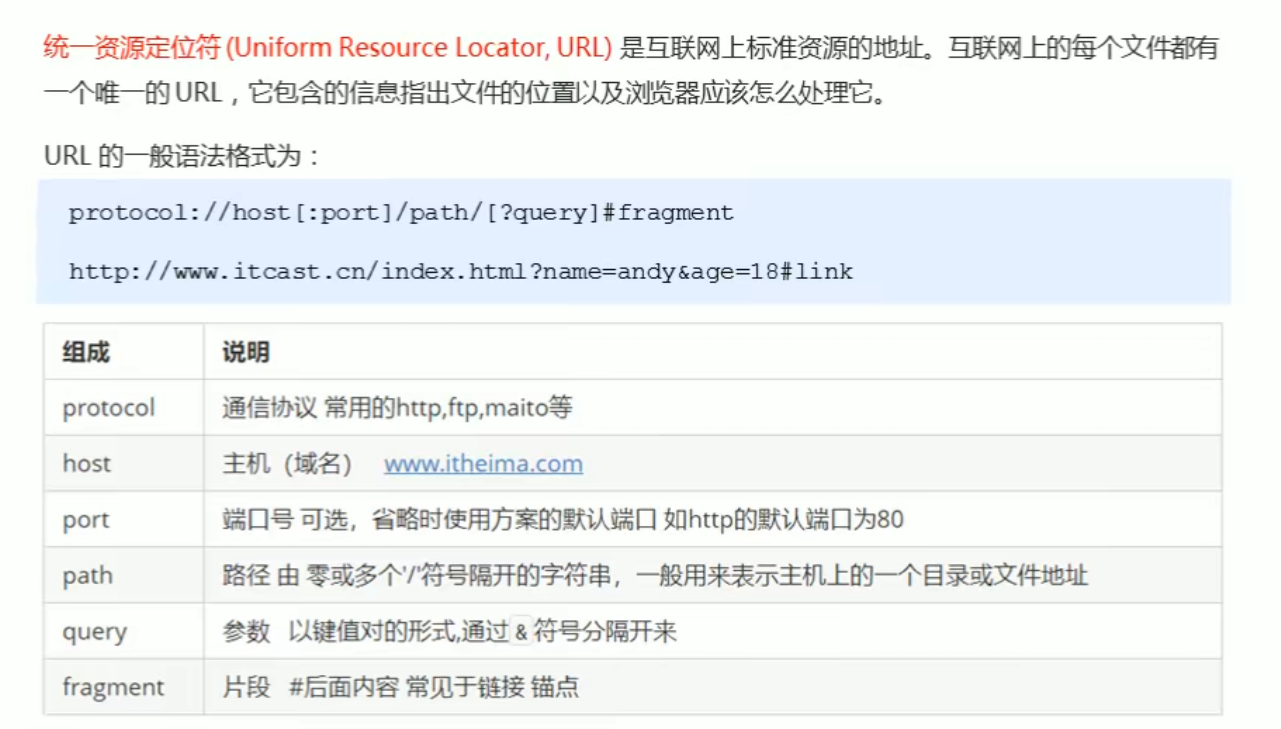 统一资源定位符(Uniform Resource Locator, URL) 是互联网上标准资源的地址。互联网上的每个文件都有
一个唯一的URL，它包含的信息指出文件的位置以及浏览器应该怎么处理它。
URL 的一般语法格式为：
protocol://host[:port]/path/[?query]#fragment
http://www.itcast.cn/index.html?name=andy&age=18#link
组成 说明
protocol 通信协议 常用的http,ftp,maito等
host 主机（域名） www.itheima.com
port 端口号 可选，省略时使用方案的默认端口 如http的默认端口为80
path 路径 由 零或多个'/'符号隔开的字符串，一般用来表示主机上的一个目录或文件地址
query 参数 以键值对的形式,通过&符号分隔开来
fragment 片段 #后面内容 常见于链接 锚点